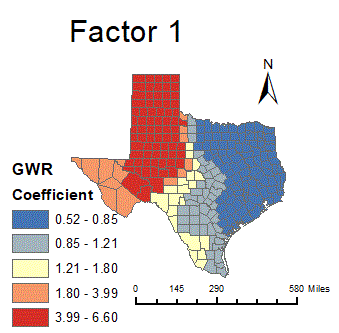 Factor 1
N
GWR
Coefficient
0.52 - 0.85
0.85 - 1.21
1.21 - 1.80
1.80 - 3.99
3.99 - 6.60
0 145 290 580 Miles